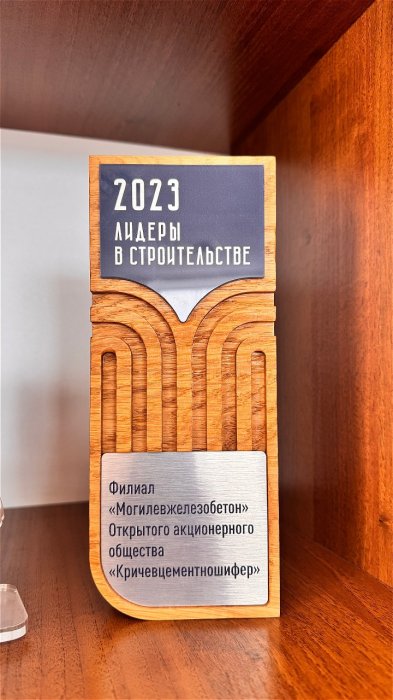 2023
ЛИДЕРЫ
В СТРОИТЕЛЬСТВЕ
Филиал
«Могилевжелезобетон»
Открытого акционерного
общества
«Кричевцементношифер»